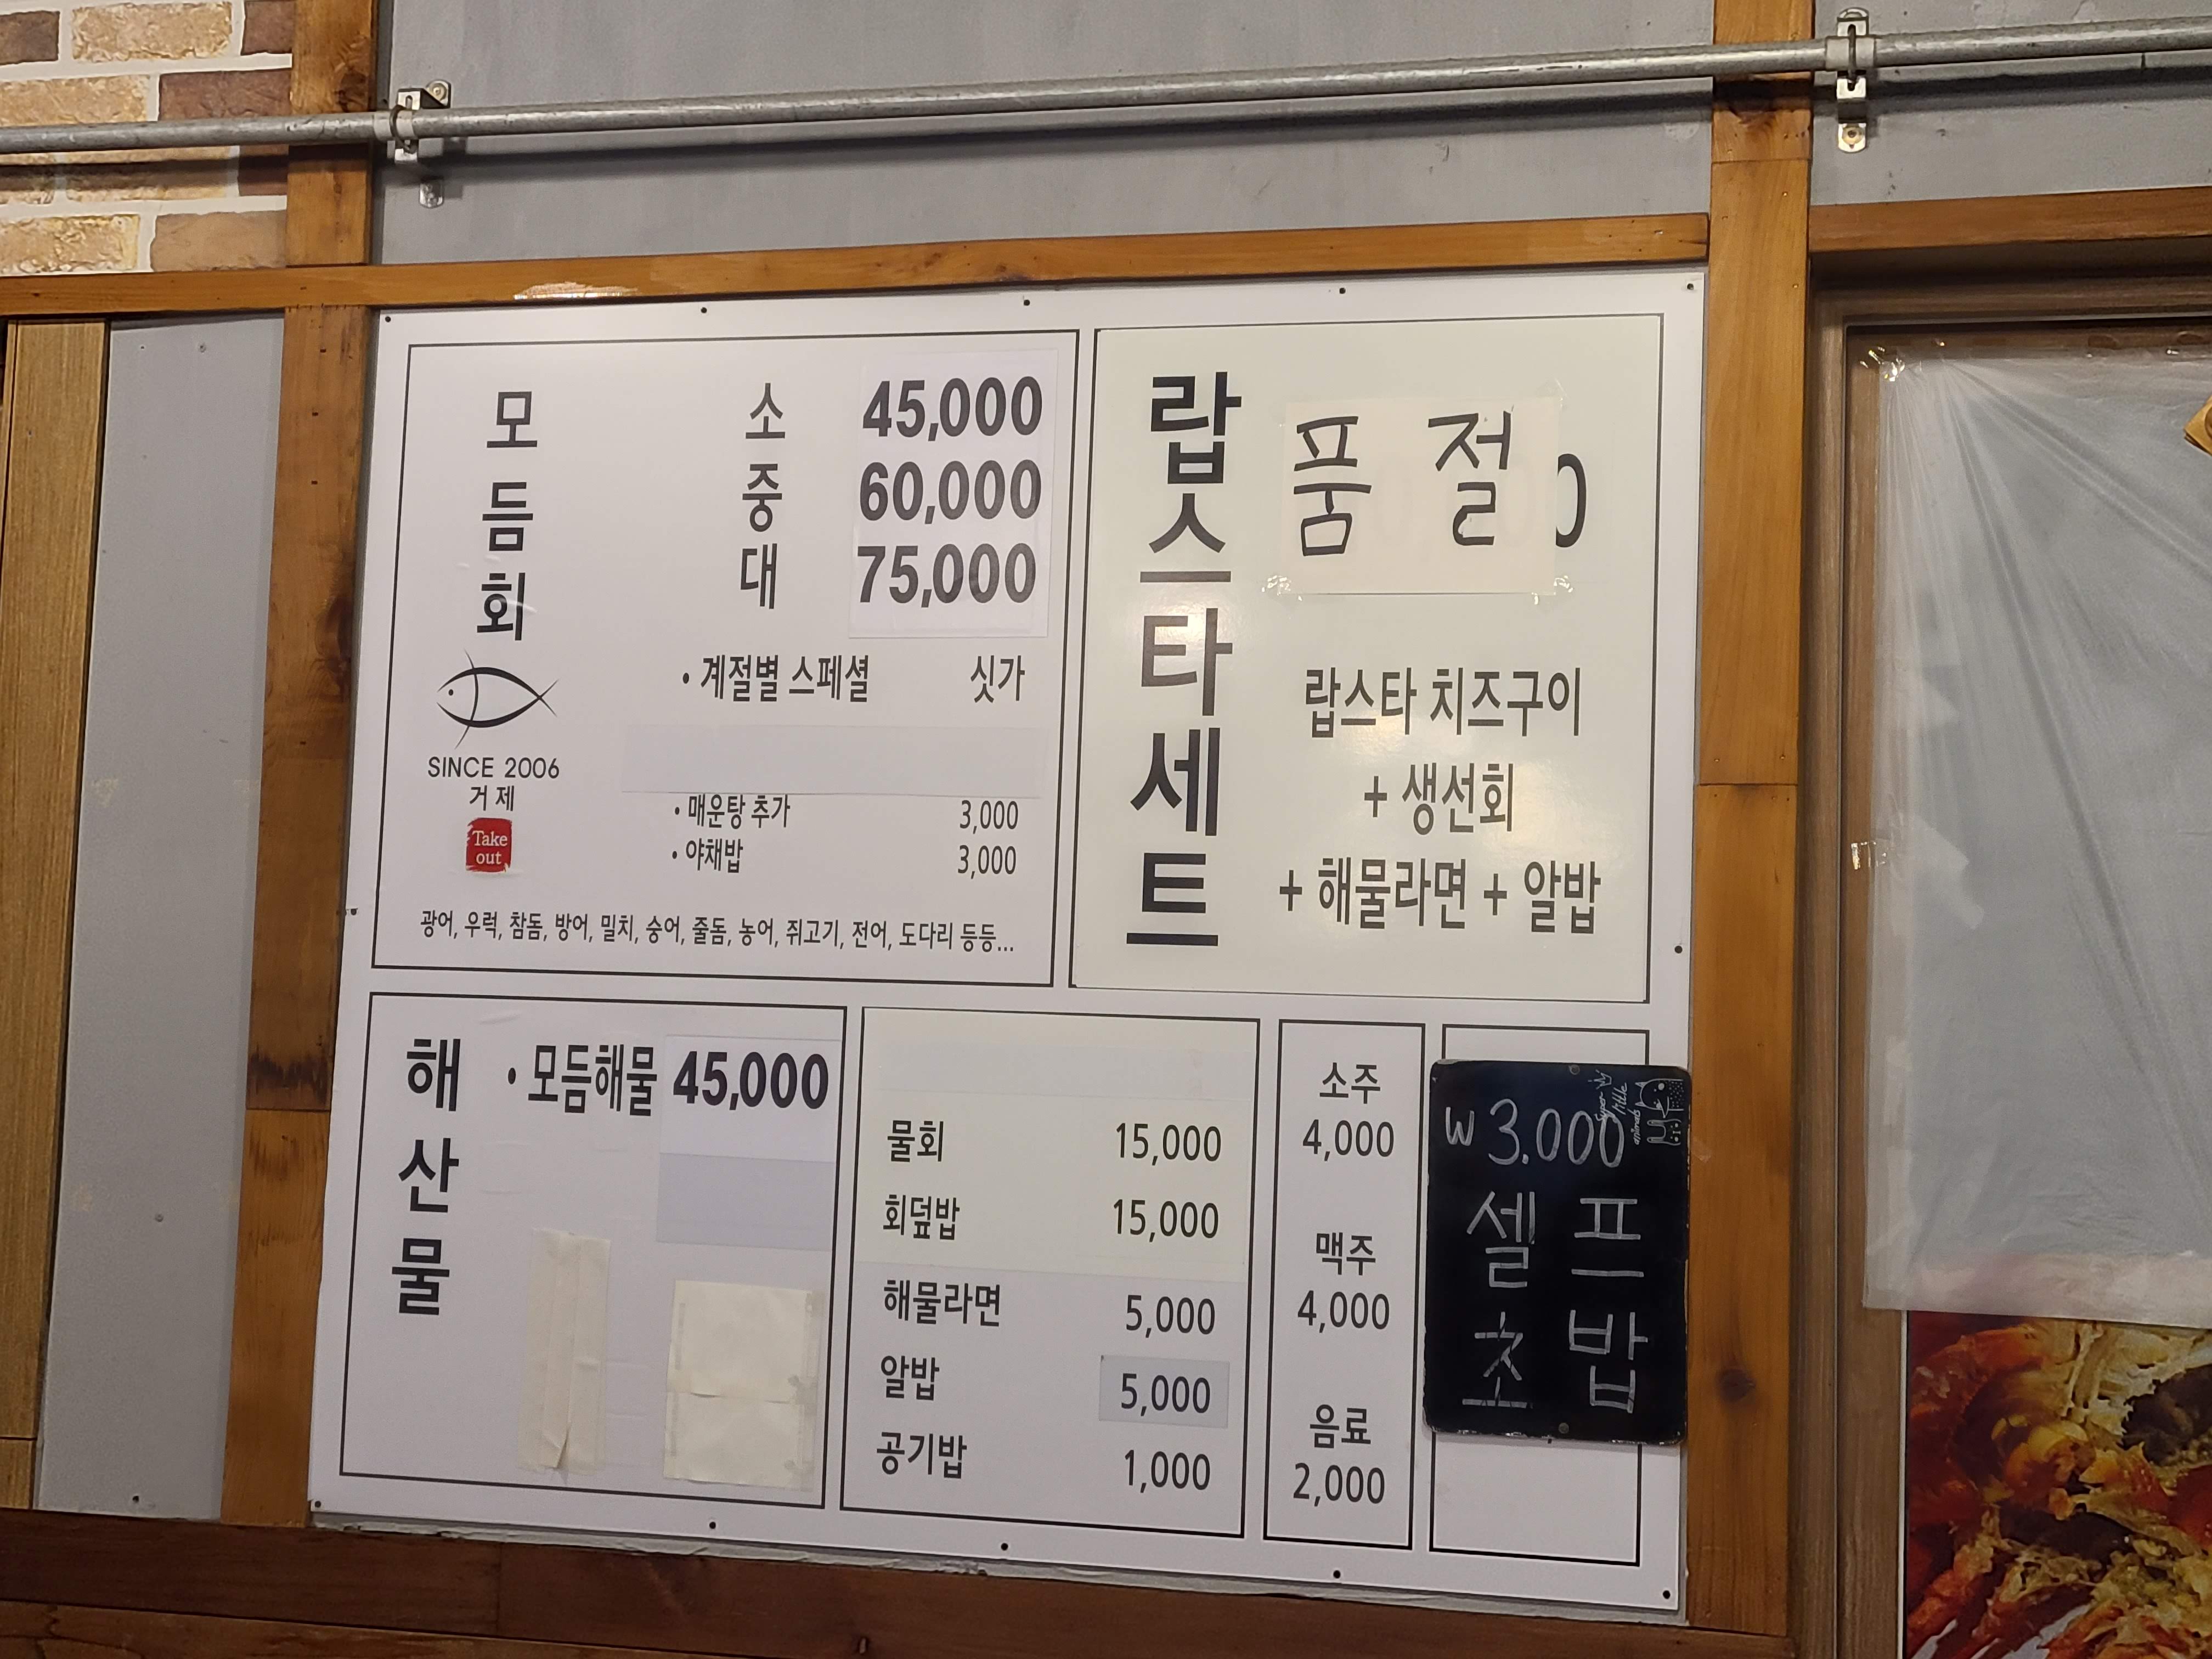 모듬회
소 45,000
중 60,000
대 75,000
• 계절별 스페셜 싯가
SINCE 2006
거제
Take
out
• 매운탕 추가 3,000
• 야채밥 3,000
광어, 우럭, 참돔, 방어, 밀치, 숭어, 줄돔, 농어, 쥐고기, 전어, 도다리 등등...
랍스타세트
품절
0
랍스타 치즈구이
+ 생선회
+ 해물라면 + 알밥
해산물
• 모듬해물 45,000
물회 15,000
회덮밥 15,000
해물라면 5,000
알밥 5,000
공기밥 1,000
소주
4,000
맥주
4,000
음료
2,000
₩3.000
셀프
초밥